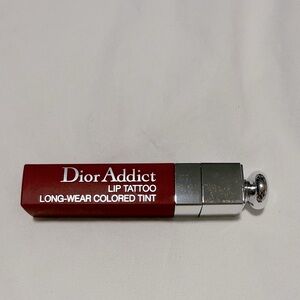 Dior Addict
LIP TATTOO
LONG-WEAR COLORED TINT